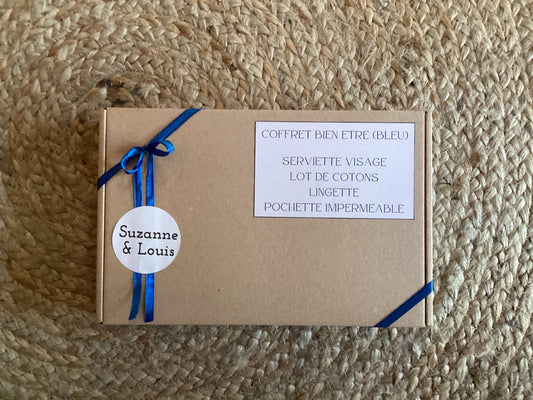 COFFRET BIEN ETRE (BLEU)
SERVIETTE VISAGE
LOT DE COTONS
LINGETTE
POCHETTE IMPERMEABLE
Suzanne
& Louis